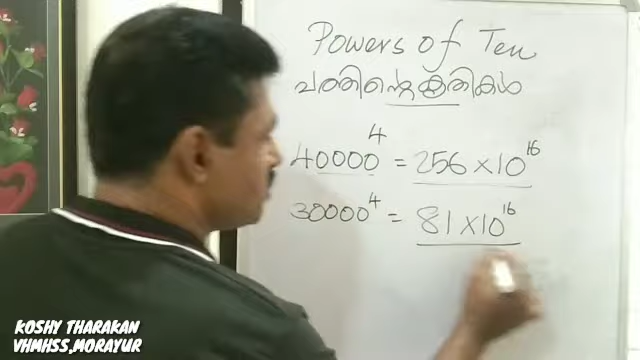 Powers of Ten
പത്തിന്റെകൃതികൾ
40000⁴ = 256 × 10¹⁶
30000⁴ = 81 × 10¹⁶
KOSHY THARAKAN
VHMHSS,MORAYUR